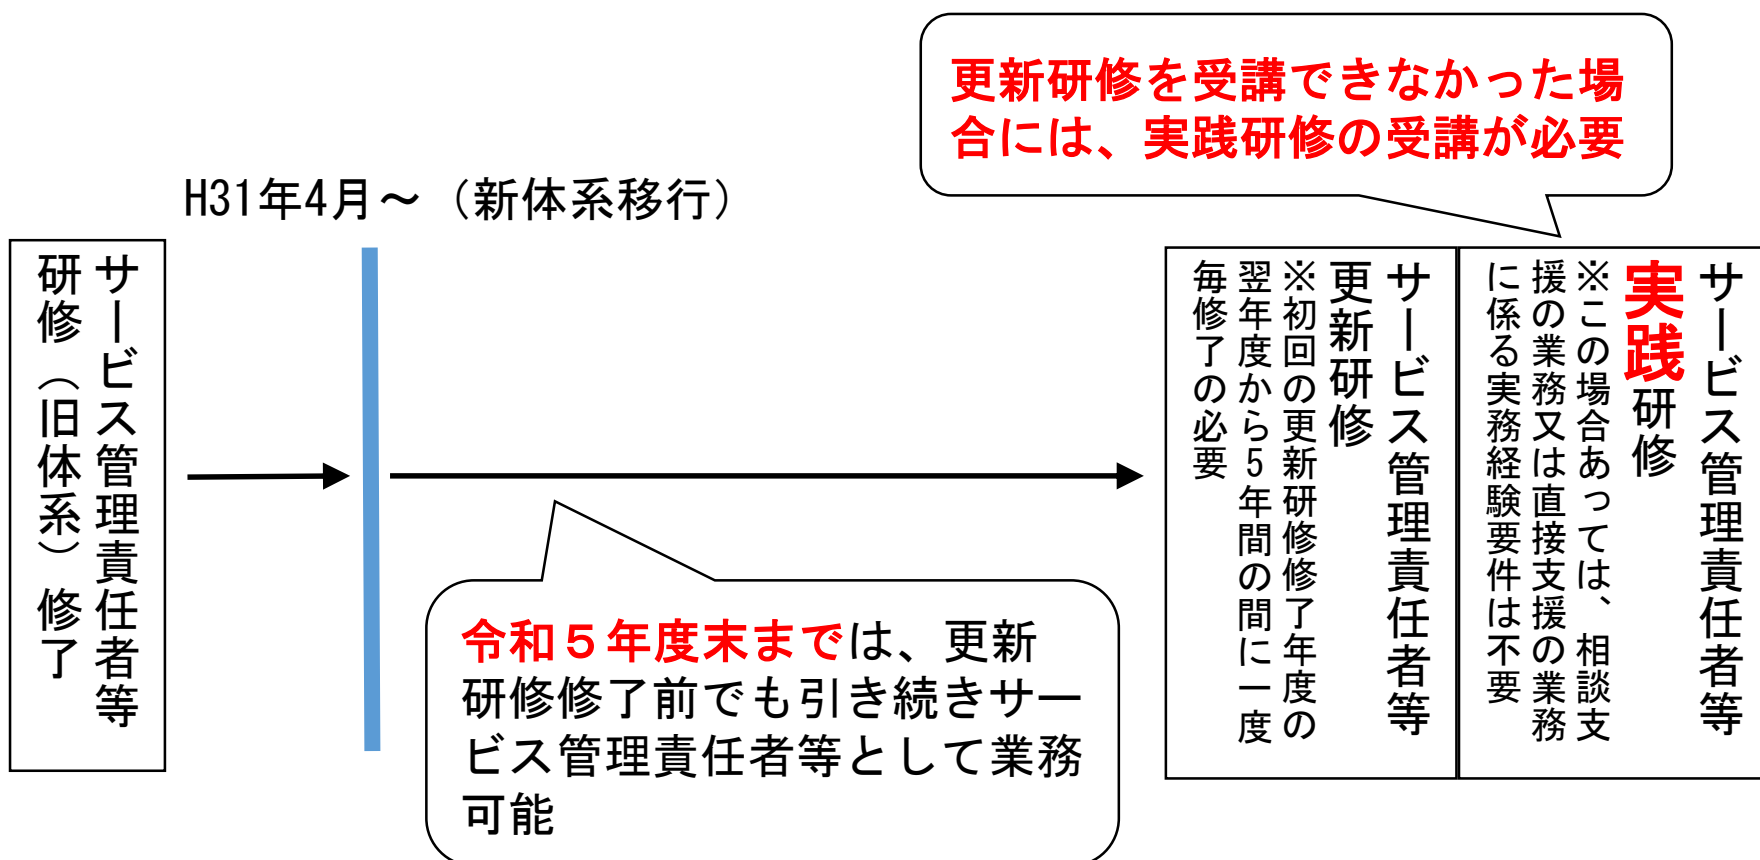 更新研修を受講できなかった場
合には、実践研修の受講が必要
H31年4月～（新体系移行）
サービス管理責任者等
研修（旧体系）修了
令和５年度末までは、更新
研修修了前でも引き続きサー
ビス管理責任者等として業務
可能
サービス管理責任者等
更新研修
※初回の更新研修修了年度の
翌年度から5年間の間に一度
毎修了の必要
サービス管理責任者等
実践研修
※この場合あっては、相談支
援の業務又は直接支援の業務
に係る実務経験要件は不要